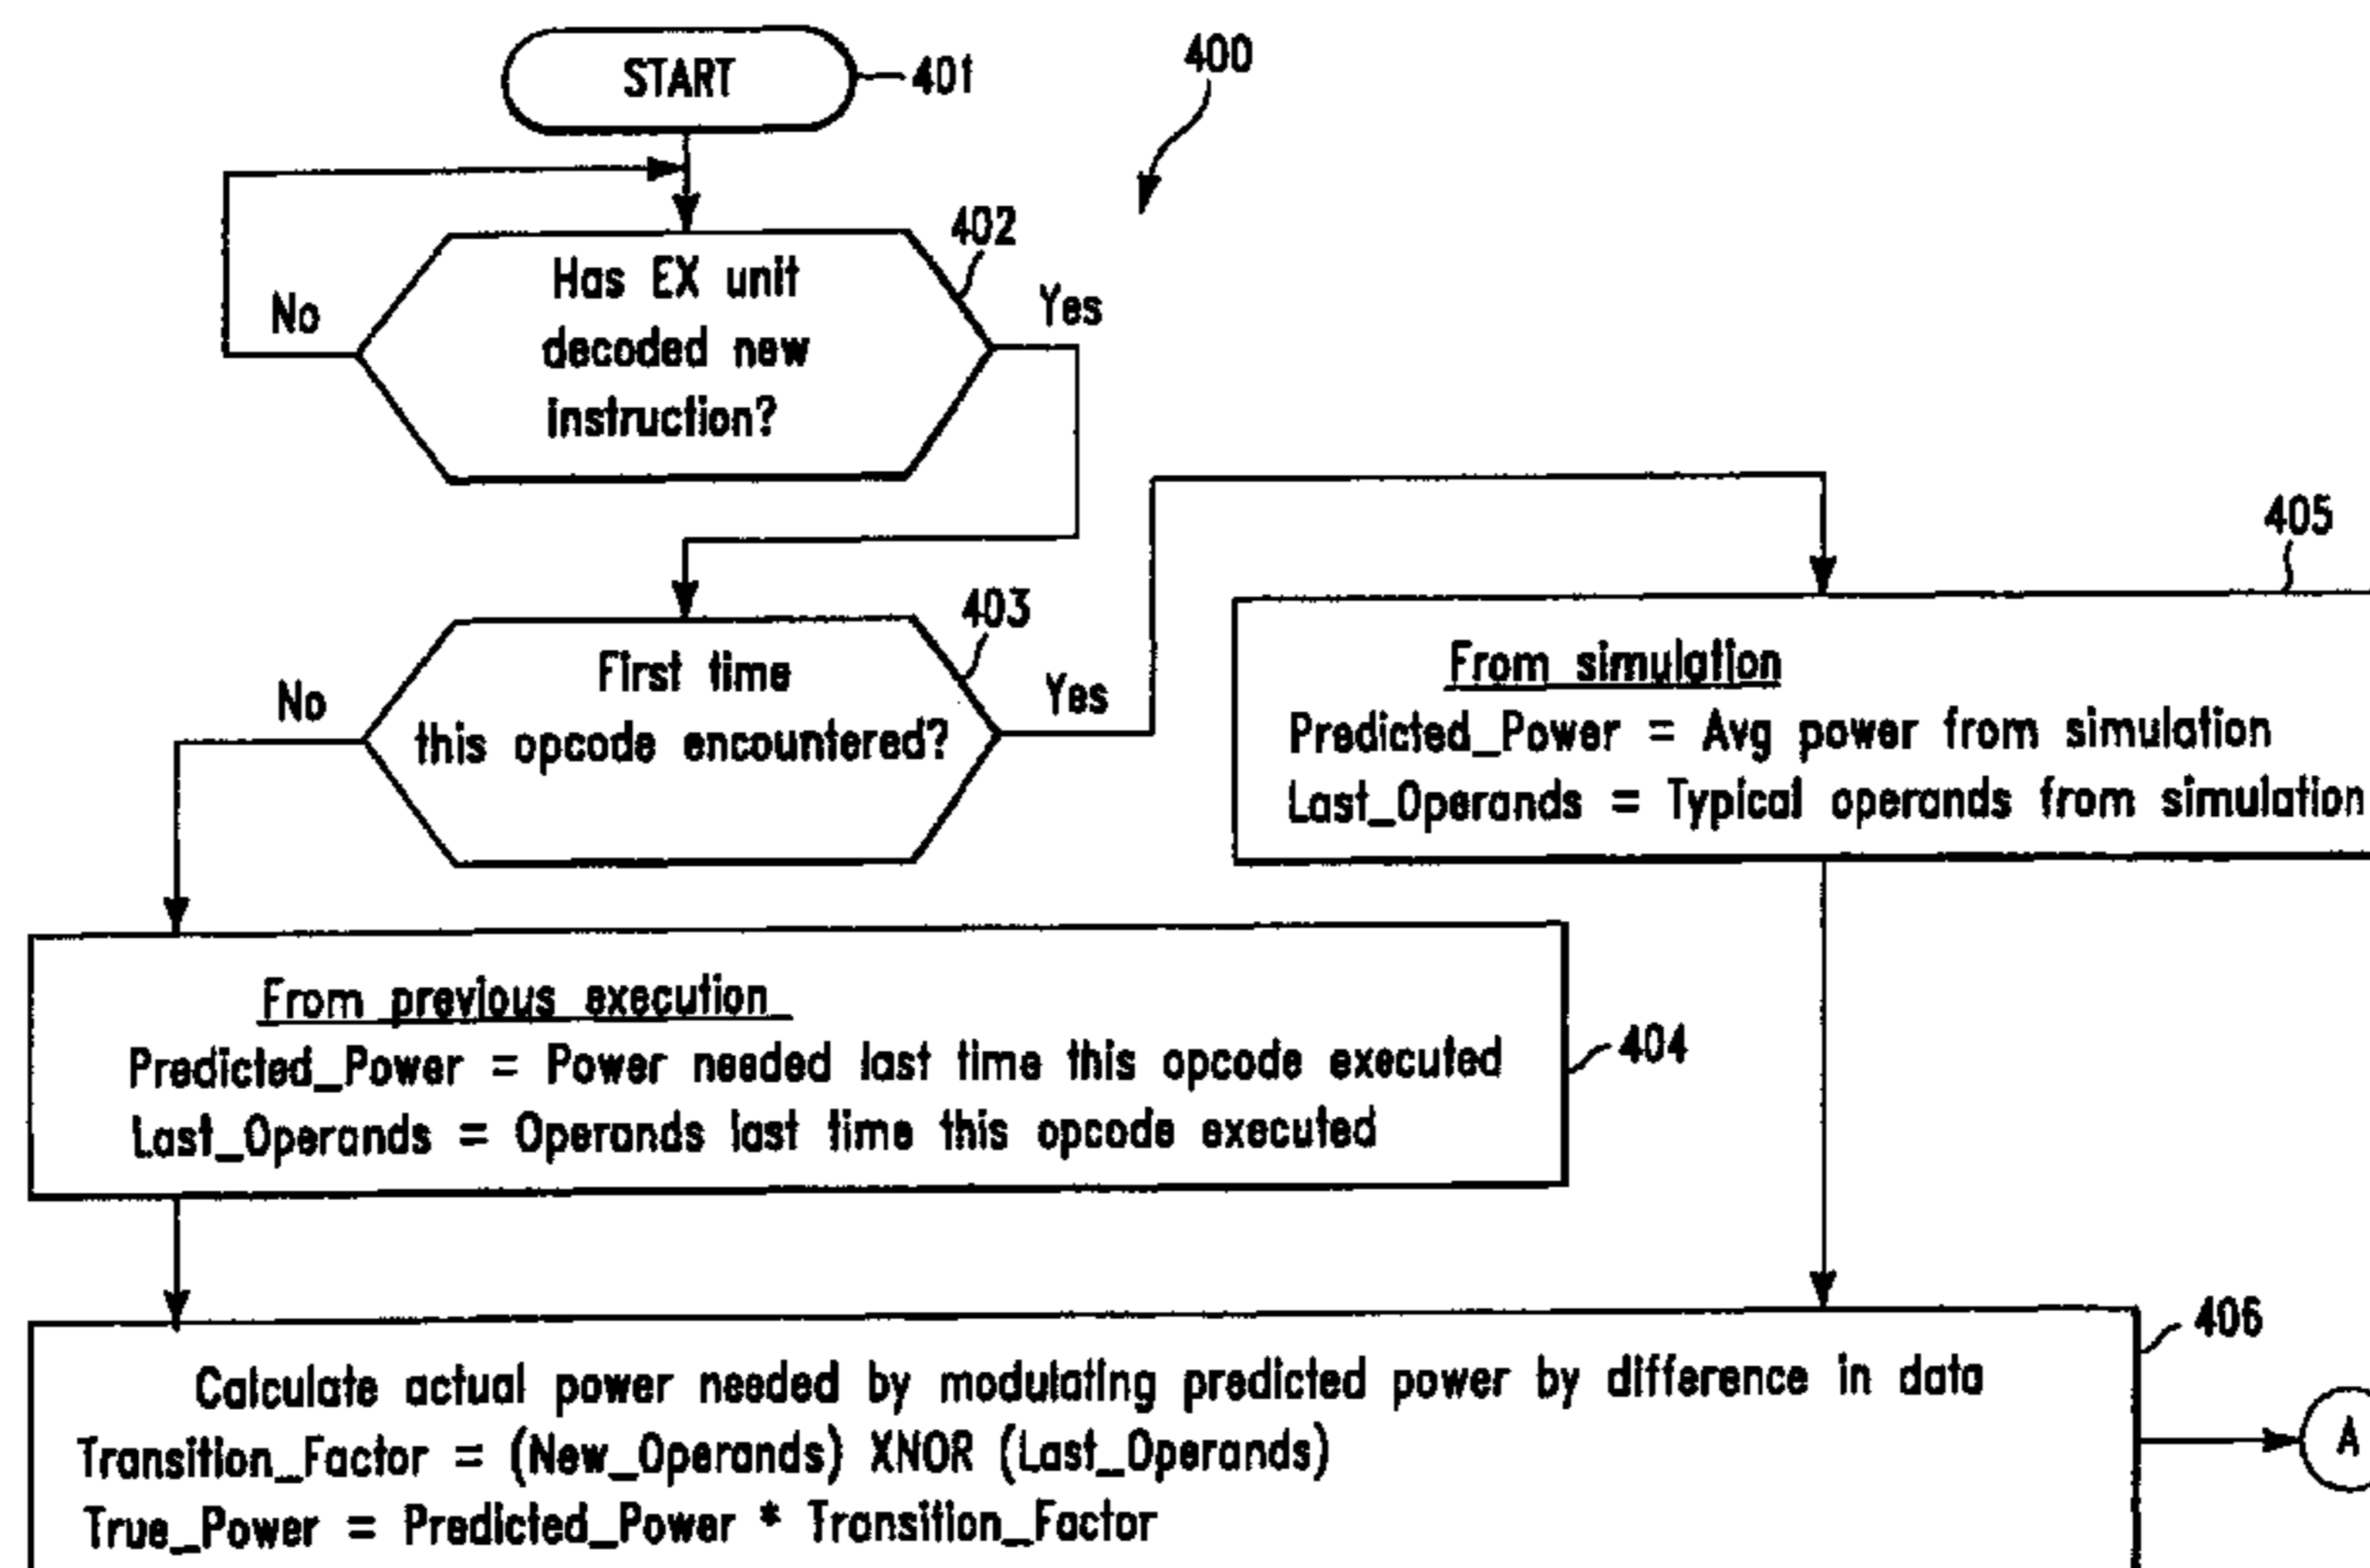 START
401
400
402
Has EX unit
decoded new
instruction?
No
Yes
403
First time
this opcode encountered?
No
Yes
405
From simulation
Predicted_Power = Avg power from simulation
Last_Operands = Typical operands from simulation
From previous execution
Predicted_Power = Power needed last time this opcode executed
Last_Operands = Operands last time this opcode executed
404
406
Calculate actual power needed by modulating predicted power by difference in data
Transition_Factor = (New_Operands) XNOR (Last_Operands)
True_Power = Predicted_Power * Transition_Factor
A